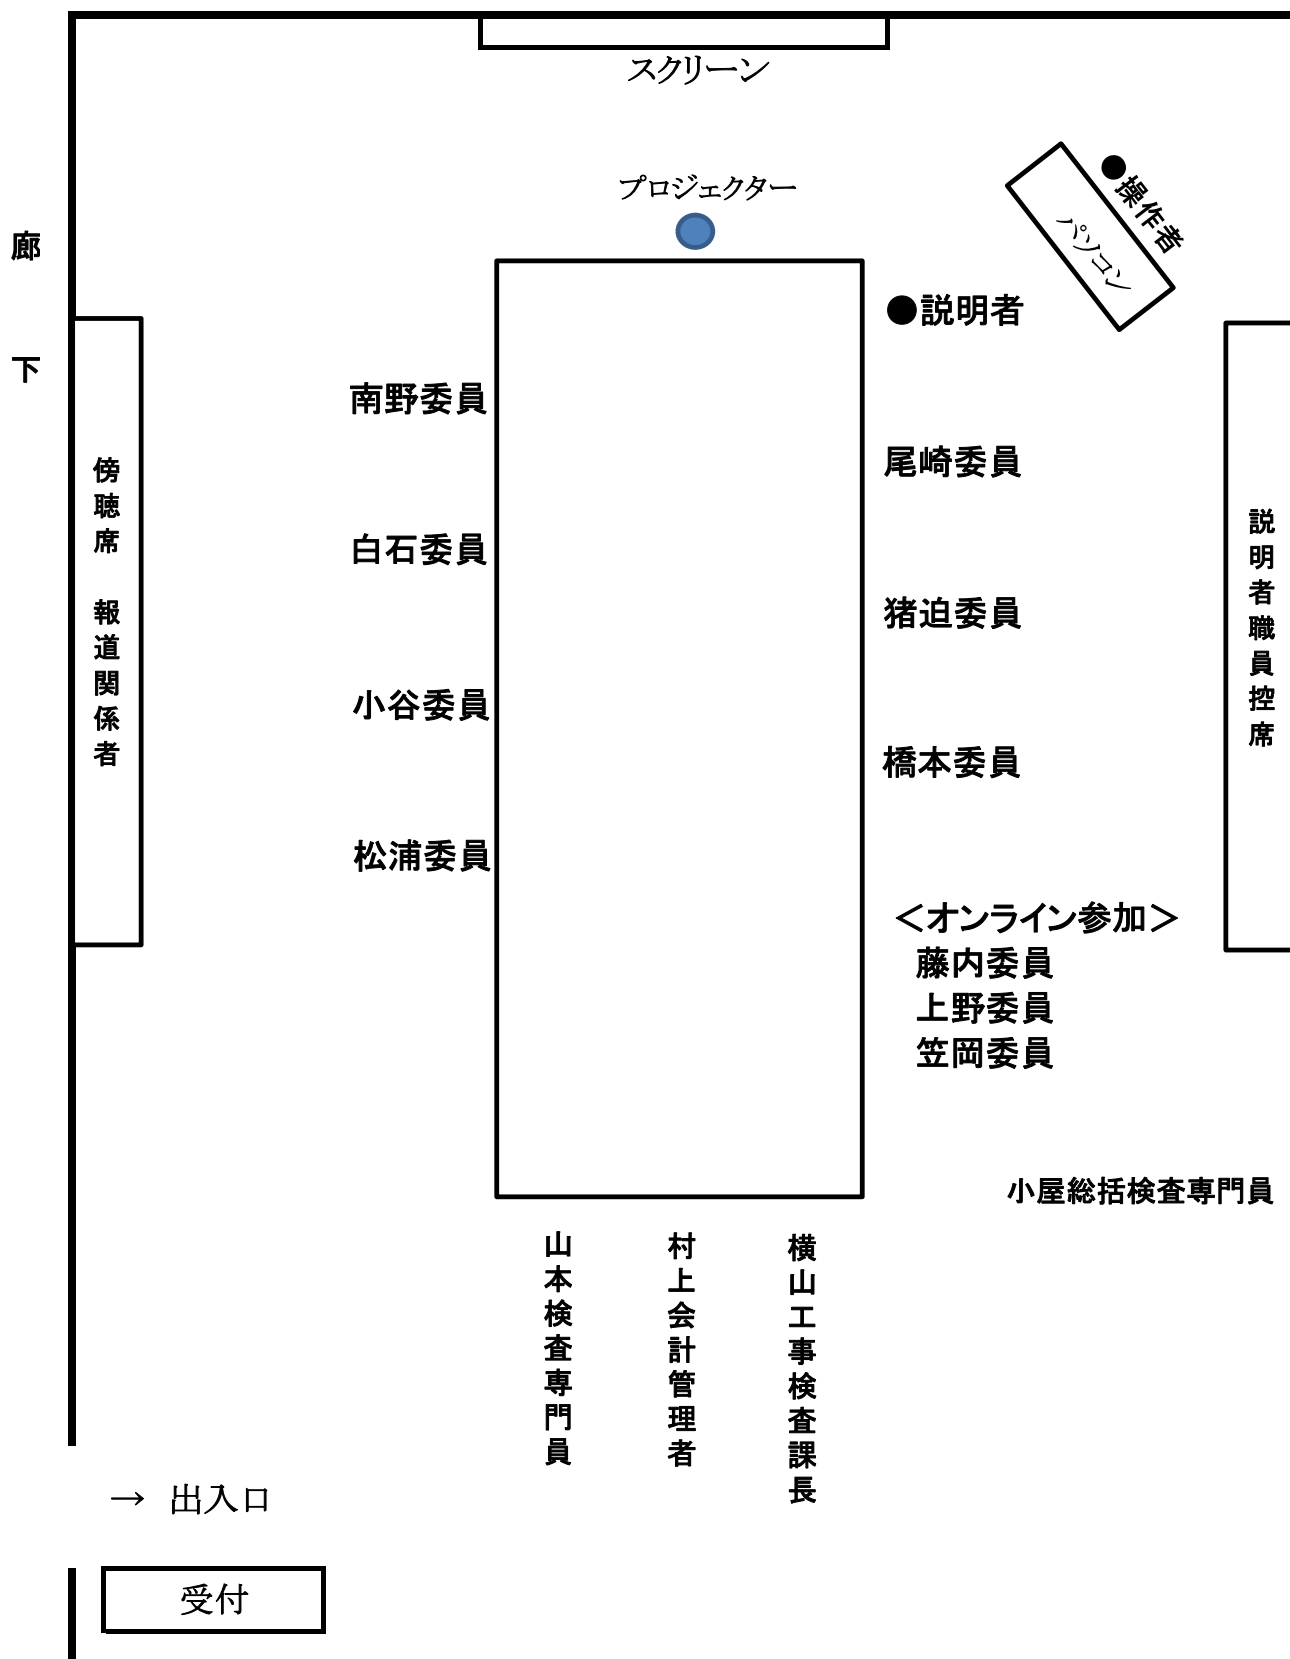 スクリーン
プロジェクター
●操作者
パソコン
廊下
●説明者
南野委員
尾崎委員
白石委員
猪迫委員
小谷委員
橋本委員
松浦委員
傍聴席 報道関係者
説明者職員控席
＜オンライン参加＞
藤内委員
上野委員
笠岡委員
小屋総括検査専門員
山本検査専門員
村上会計管理者
横山工事検査課長
→ 出入口
受付